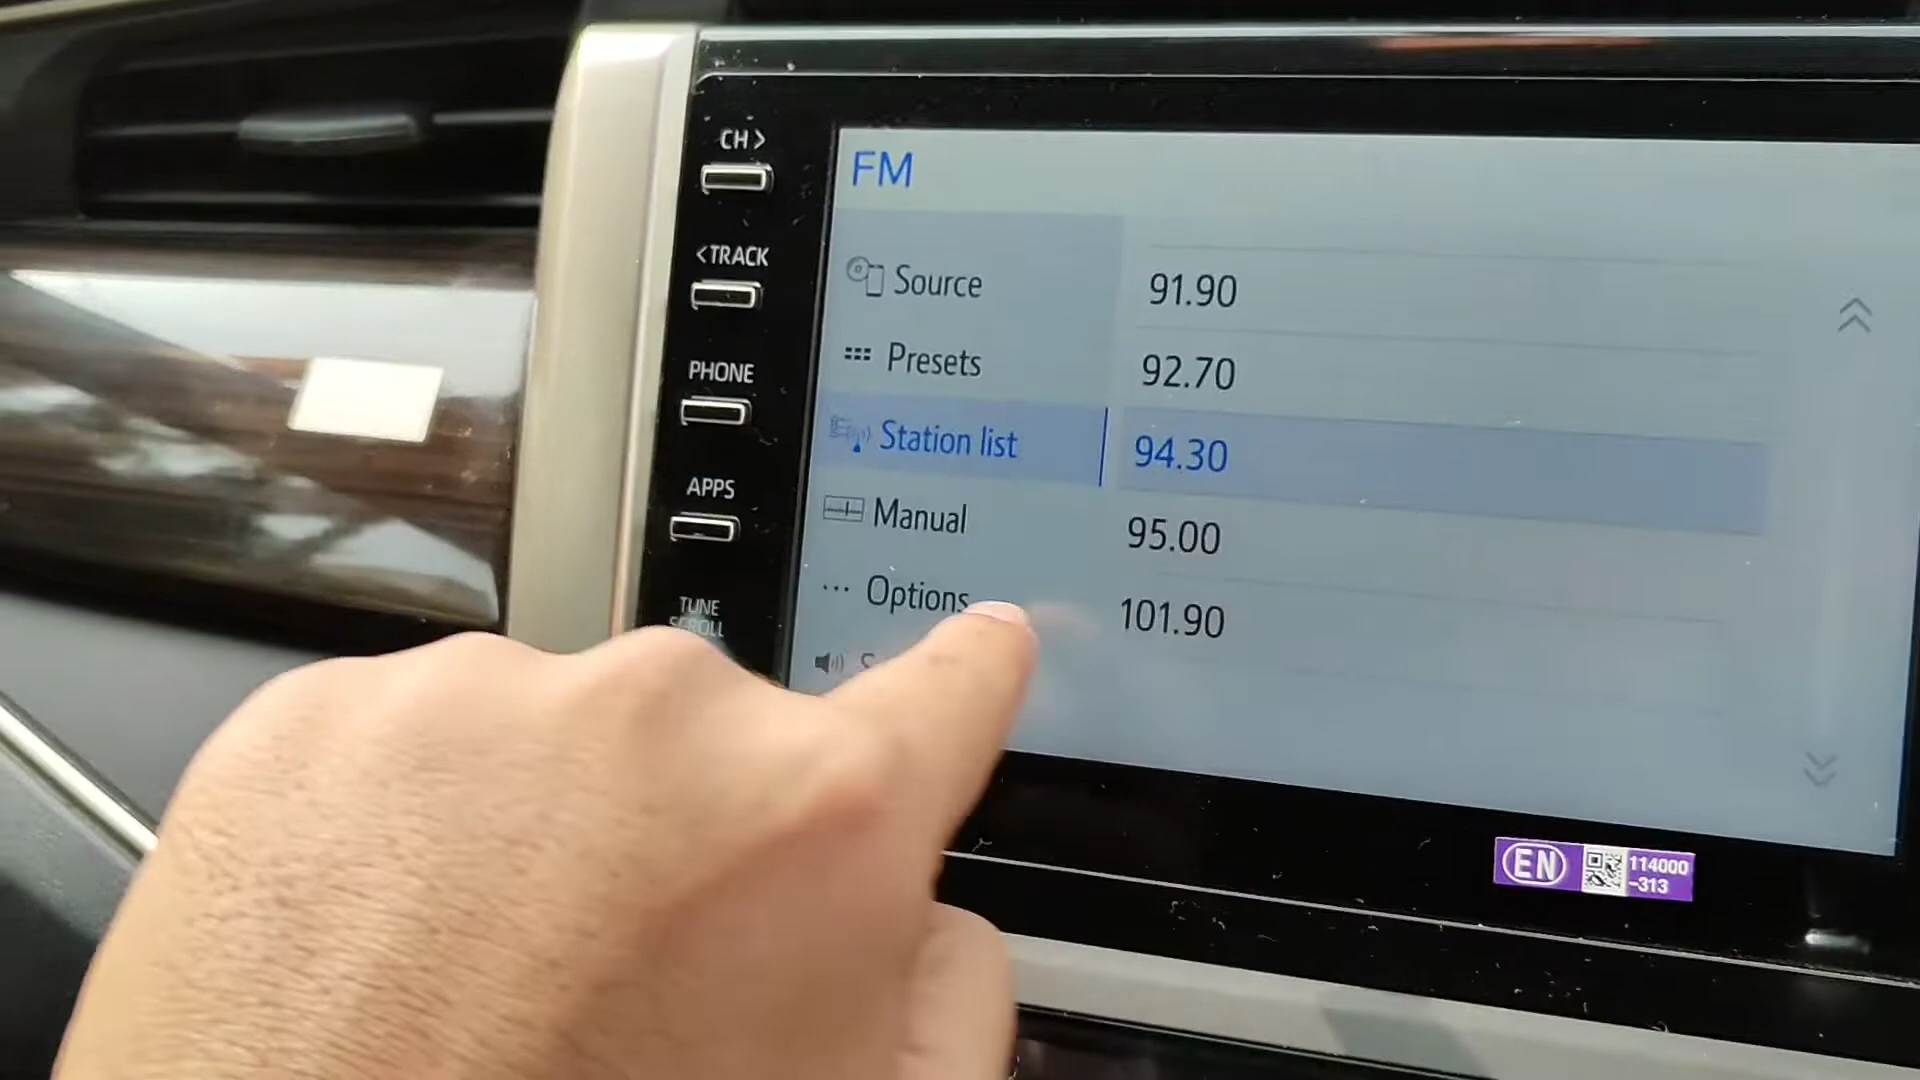 CH >
< TRACK
PHONE
APPS
TUNE
SCROLL
FM
Source
Presets
Station list
Manual
Options
91.90
92.70
94.30
95.00
101.90
EN
114000
-313